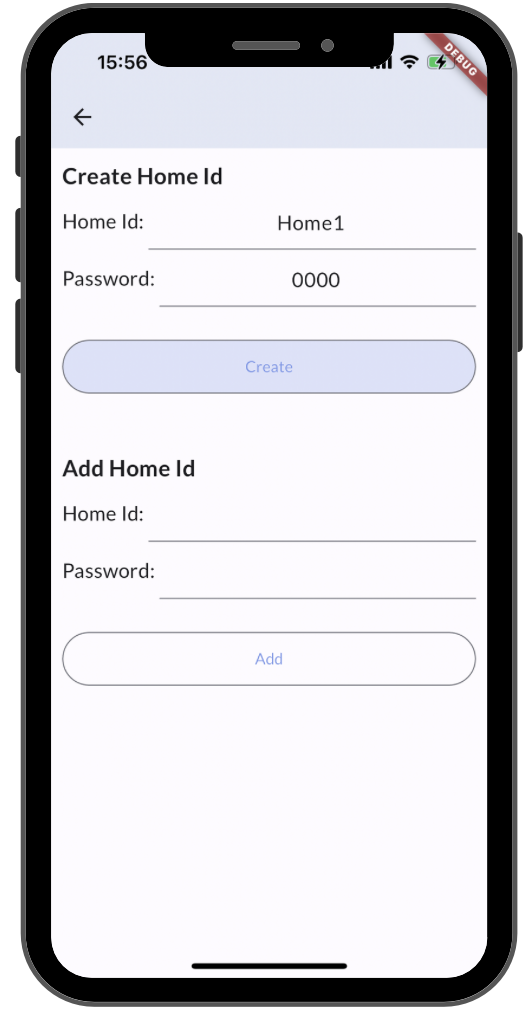 15:56
DEBUG
Create Home Id
Home Id: Home1
Password: 0000
Create
Add Home Id
Home Id:
Password:
Add